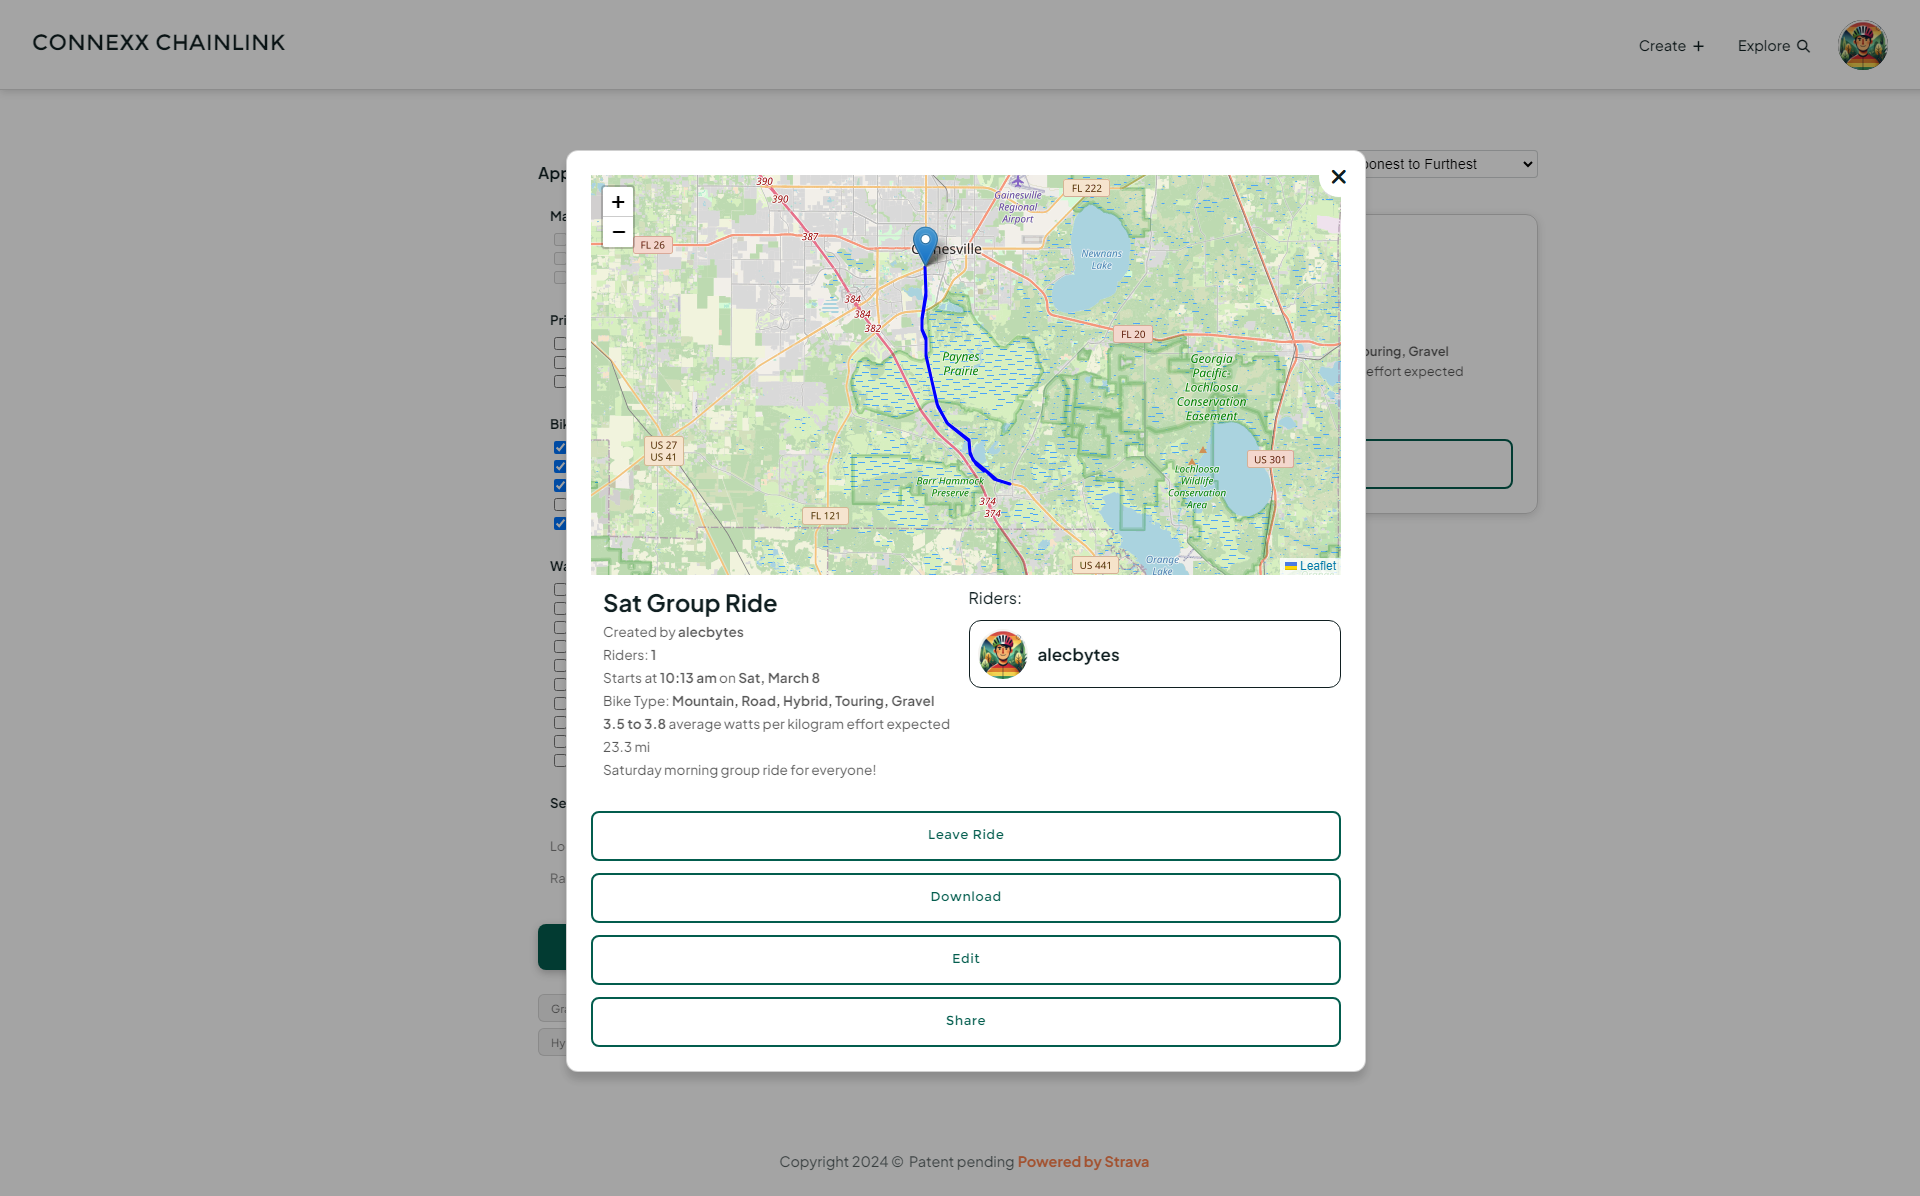 CONNEXX CHAINLINK
Create +
Explore
App
onest to Furthest
Ma
Pri
Bik
Wa
Se
Lo
Ra
Gra
Hy
ouring, Gravel
effort expected
+
−
390
390
387
384
384
382
374
374
FL 26
FL 222
FL 20
US 27
US 41
FL 121
US 441
US 301
Gainesville
Regional
Airport
Newnans
Lake
Paynes
Prairie
Georgia
Pacific-
Lochloosa
Conservation
Easement
Barr Hammock
Preserve
Lochloosa
Wildlife
Conservation
Area
Orange
Lake
Leaflet
Sat Group Ride
Created by alecbytes
Riders: 1
Starts at 10:13 am on Sat, March 8
Bike Type: Mountain, Road, Hybrid, Touring, Gravel
3.5 to 3.8 average watts per kilogram effort expected
23.3 mi
Saturday morning group ride for everyone!
Riders:
alecbytes
Leave Ride
Download
Edit
Share
Copyright 2024 © Patent pending Powered by Strava